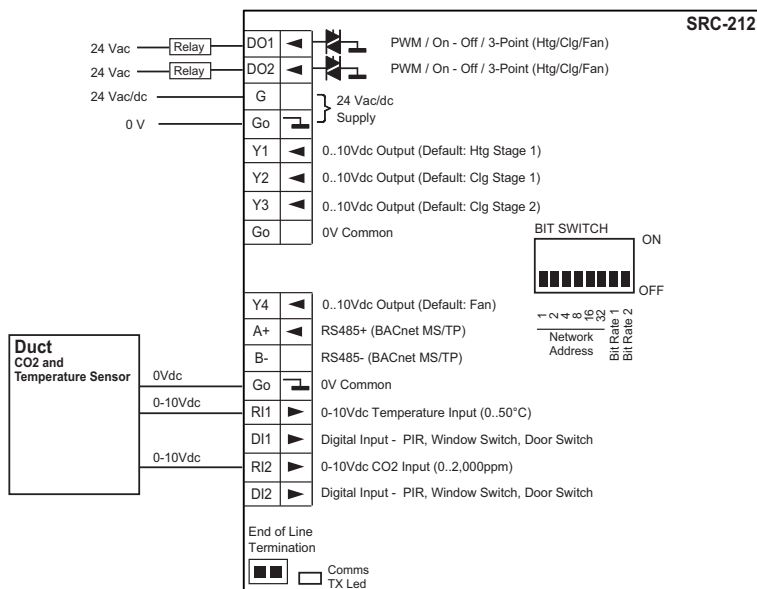 SRC-212
24 Vac
Relay
DO1
PWM / On - Off / 3-Point (Htg/Clg/Fan)
24 Vac
Relay
DO2
PWM / On - Off / 3-Point (Htg/Clg/Fan)
24 Vac/dc
G
24 Vac/dc
Supply
0 V
Go
Y1
0..10Vdc Output (Default: Htg Stage 1)
Y2
0..10Vdc Output (Default: Clg Stage 1)
Y3
0..10Vdc Output (Default: Clg Stage 2)
Go
0V Common
BIT SWITCH
ON
OFF
1
2
4
8
16
32
Bit Rate 1
Bit Rate 2
Network
Address
Y4
0..10Vdc Output (Default: Fan)
A+
RS485+ (BACnet MS/TP)
B-
RS485- (BACnet MS/TP)
Duct
CO2 and
Temperature Sensor
0Vdc
Go
0V Common
0-10Vdc
RI1
0-10Vdc Temperature Input (0..50°C)
DI1
Digital Input - PIR, Window Switch, Door Switch
0-10Vdc
RI2
0-10Vdc CO2 Input (0..2,000ppm)
DI2
Digital Input - PIR, Window Switch, Door Switch
End of Line
Termination
Comms
TX Led